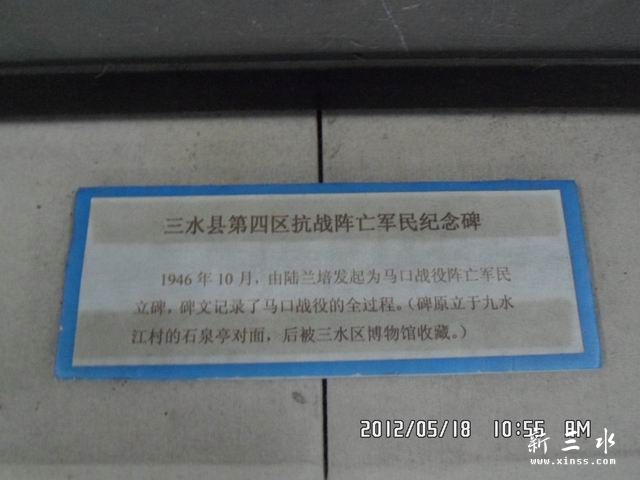 三水县第四区抗战阵亡军民纪念碑
1946年10月，由陆兰培发起为马口战役阵亡军民
立碑，碑文记录了马口战役的全过程。（碑原立于九水
江村的石泉亭对面，后被三水区博物馆收藏。）
2012/05/18 10:55 AM
新三水
www.xinss.com